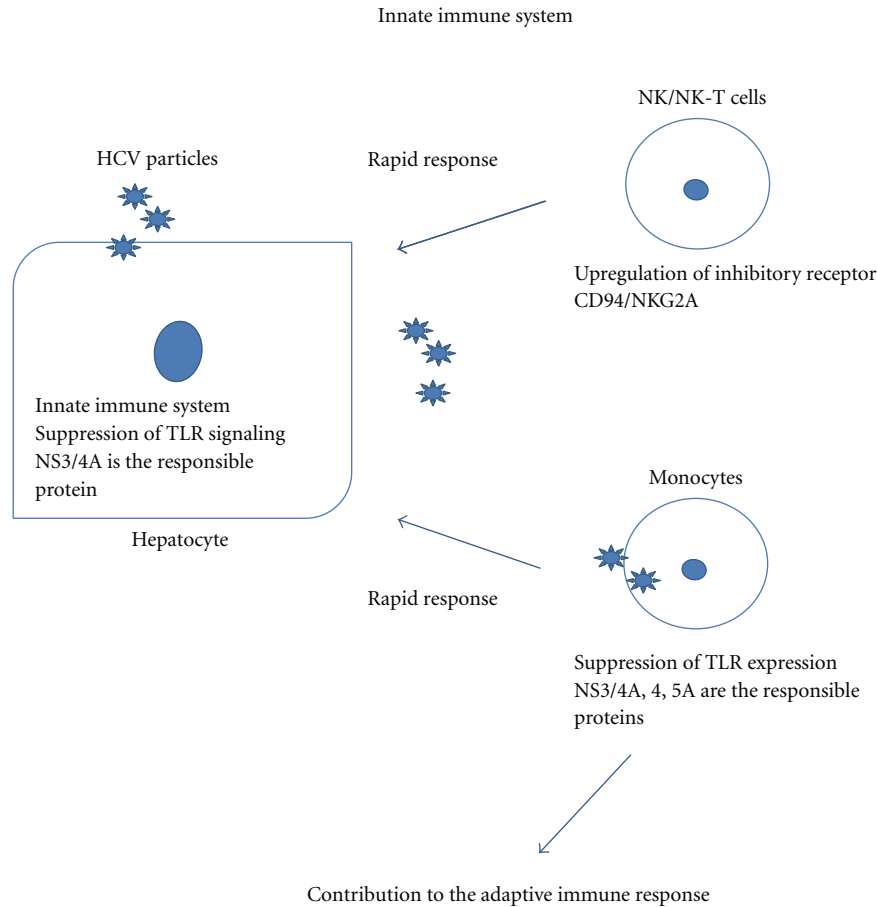 Innate immune system
NK/NK-T cells
HCV particles
Rapid response
Upregulation of inhibitory receptor
CD94/NKG2A
Innate immune system
Suppression of TLR signaling
NS3/4A is the responsible
protein
Hepatocyte
Monocytes
Rapid response
Suppression of TLR expression
NS3/4A, 4, 5A are the responsible
proteins
Contribution to the adaptive immune response